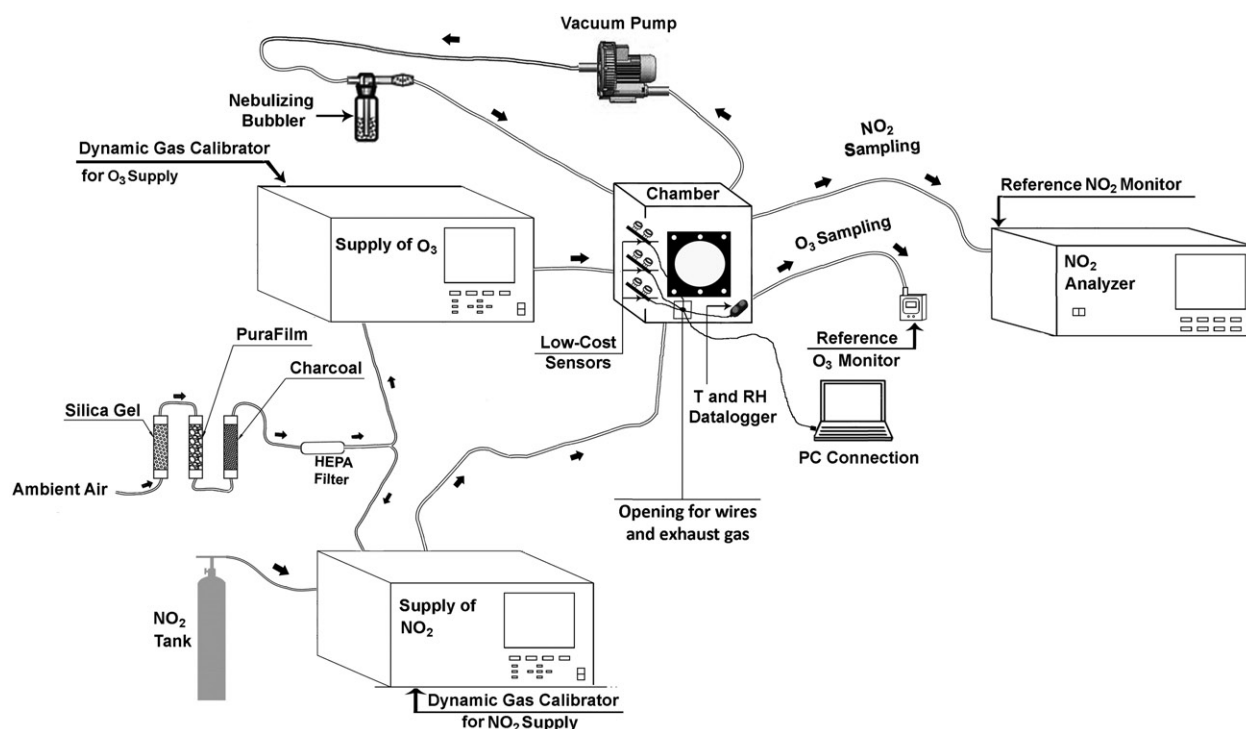 Vacuum Pump
Nebulizing
Bubbler
NO₂
Sampling
Dynamic Gas Calibrator
for O₃ Supply
Chamber
Reference NO₂ Monitor
O₃ Sampling
Supply of O₃
NO₂
Analyzer
PuraFilm
Low-Cost
Sensors
Reference
O₃ Monitor
Charcoal
T and RH
Datalogger
Silica Gel
PC Connection
HEPA
Filter
Ambient Air
Opening for wires
and exhaust gas
Supply of
NO₂
NO₂
Tank
Dynamic Gas Calibrator
for NO₂ Supply